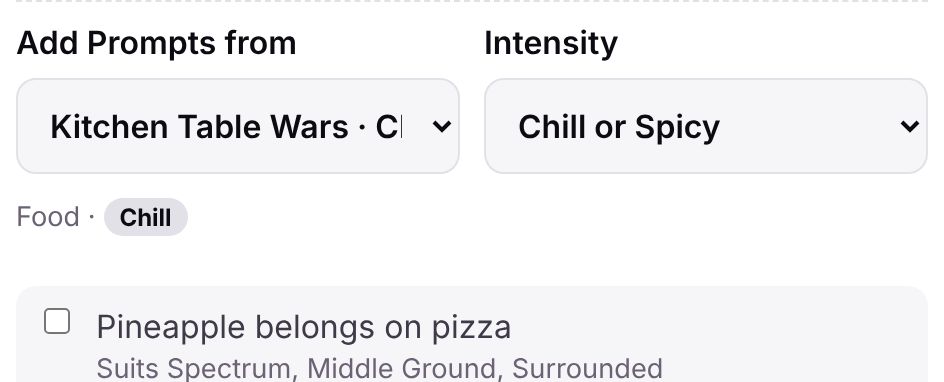 Add Prompts from
Intensity
Kitchen Table Wars · C
Chill or Spicy
Food · Chill
Pineapple belongs on pizza
Suits Spectrum, Middle Ground, Surrounded